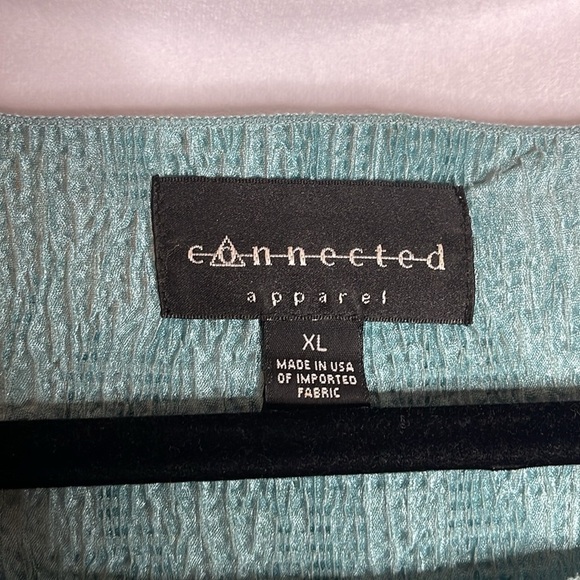 connected
apparel
XL
MADE IN USA
OF IMPORTED
FABRIC